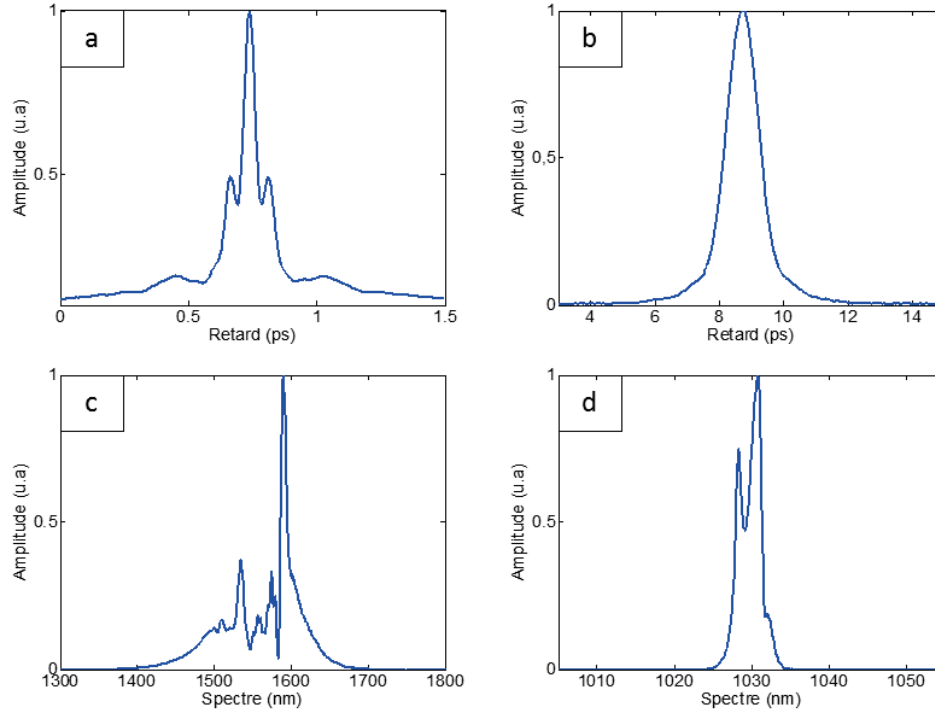 a
1
0.5
Amplitude (u.a)
0
0.5
1
1.5
Retard (ps)
b
1
0,5
0
Amplitude (u.a)
4
6
8
10
12
14
Retard (ps)
c
1
0.5
0
Amplitude (u.a)
1300
1400
1500
1600
1700
1800
Spectre (nm)
d
1
0.5
0
Amplitude (u.a)
1010
1020
1030
1040
1050
Spectre (nm)